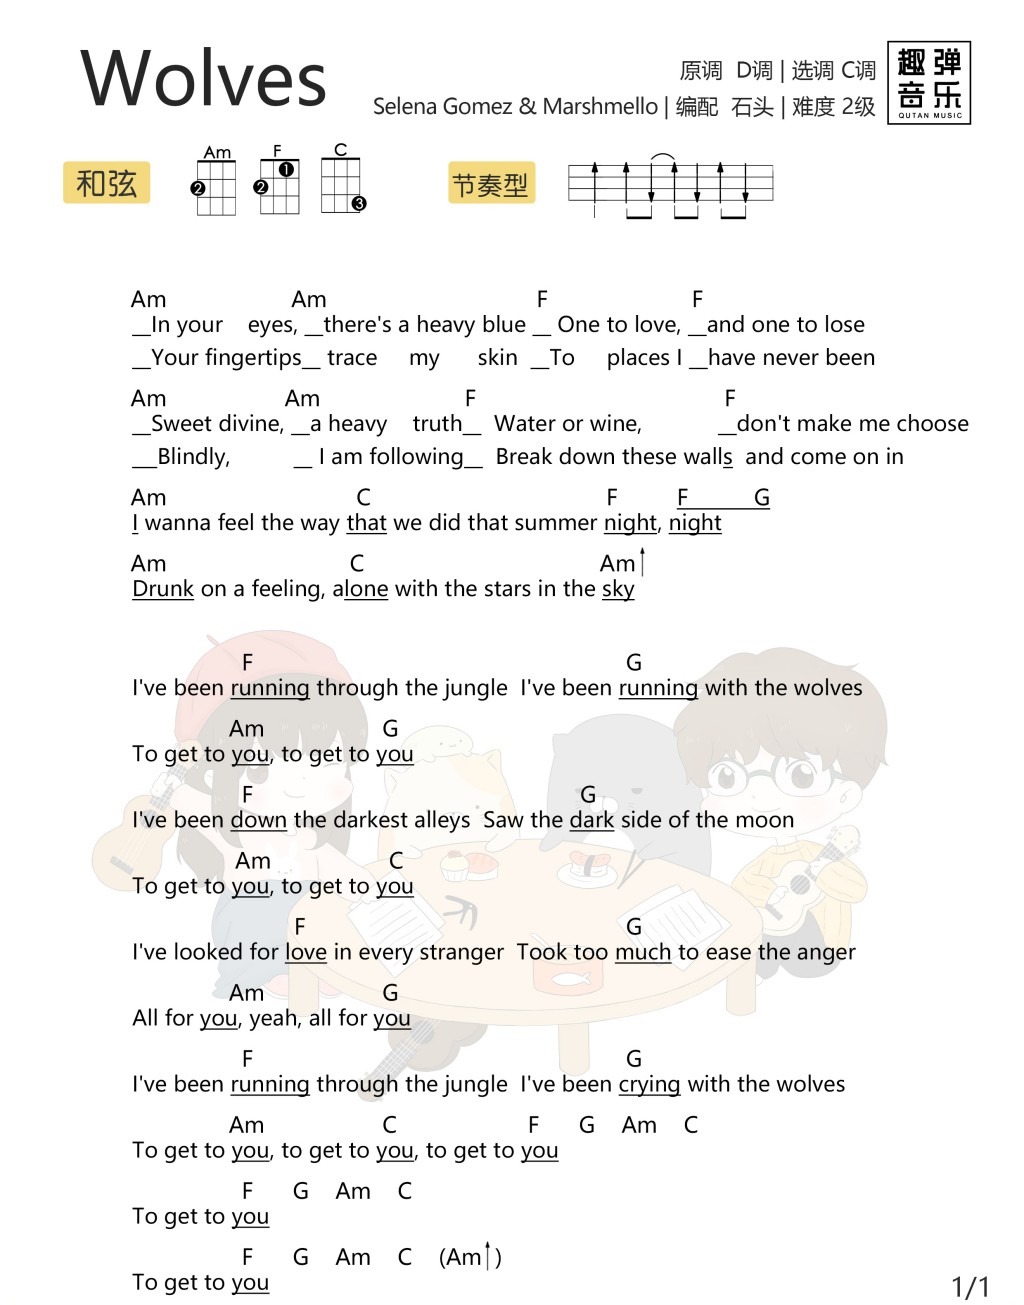 Wolves
原调 D调 | 选调 C调
Selena Gomez & Marshmello | 编配 石头 | 难度 2级
趣弹
音乐
QUTAN MUSIC
和弦
Am F C
2 2 1 3
节奏型
Am Am F F
__In your eyes, __there's a heavy blue __ One to love, __and one to lose
__Your fingertips__ trace my skin __To places I __have never been
Am Am F F
__Sweet divine, __a heavy truth__ Water or wine, __don't make me choose
__Blindly, __ I am following__ Break down these walls and come on in
Am C F F G
I wanna feel the way that we did that summer night, night
Am C Am↑
Drunk on a feeling, alone with the stars in the sky
F G
I've been running through the jungle I've been running with the wolves
Am G
To get to you, to get to you
F G
I've been down the darkest alleys Saw the dark side of the moon
Am C
To get to you, to get to you
F G
I've looked for love in every stranger Took too much to ease the anger
Am G
All for you, yeah, all for you
F G
I've been running through the jungle I've been crying with the wolves
Am C F G Am C
To get to you, to get to you, to get to you
F G Am C
To get to you
F G Am C (Am↑)
To get to you
1/1